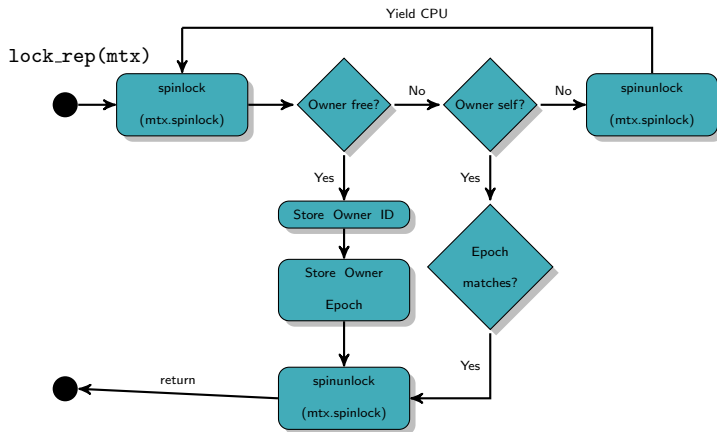 Yield CPU
lock_rep(mtx)
spinlock
(mtx.spinlock)
Owner free?
No
Owner self?
No
spinunlock
(mtx.spinlock)
Yes
Yes
Store Owner ID
Store Owner
Epoch
Epoch
matches?
Yes
return
spinunlock
(mtx.spinlock)